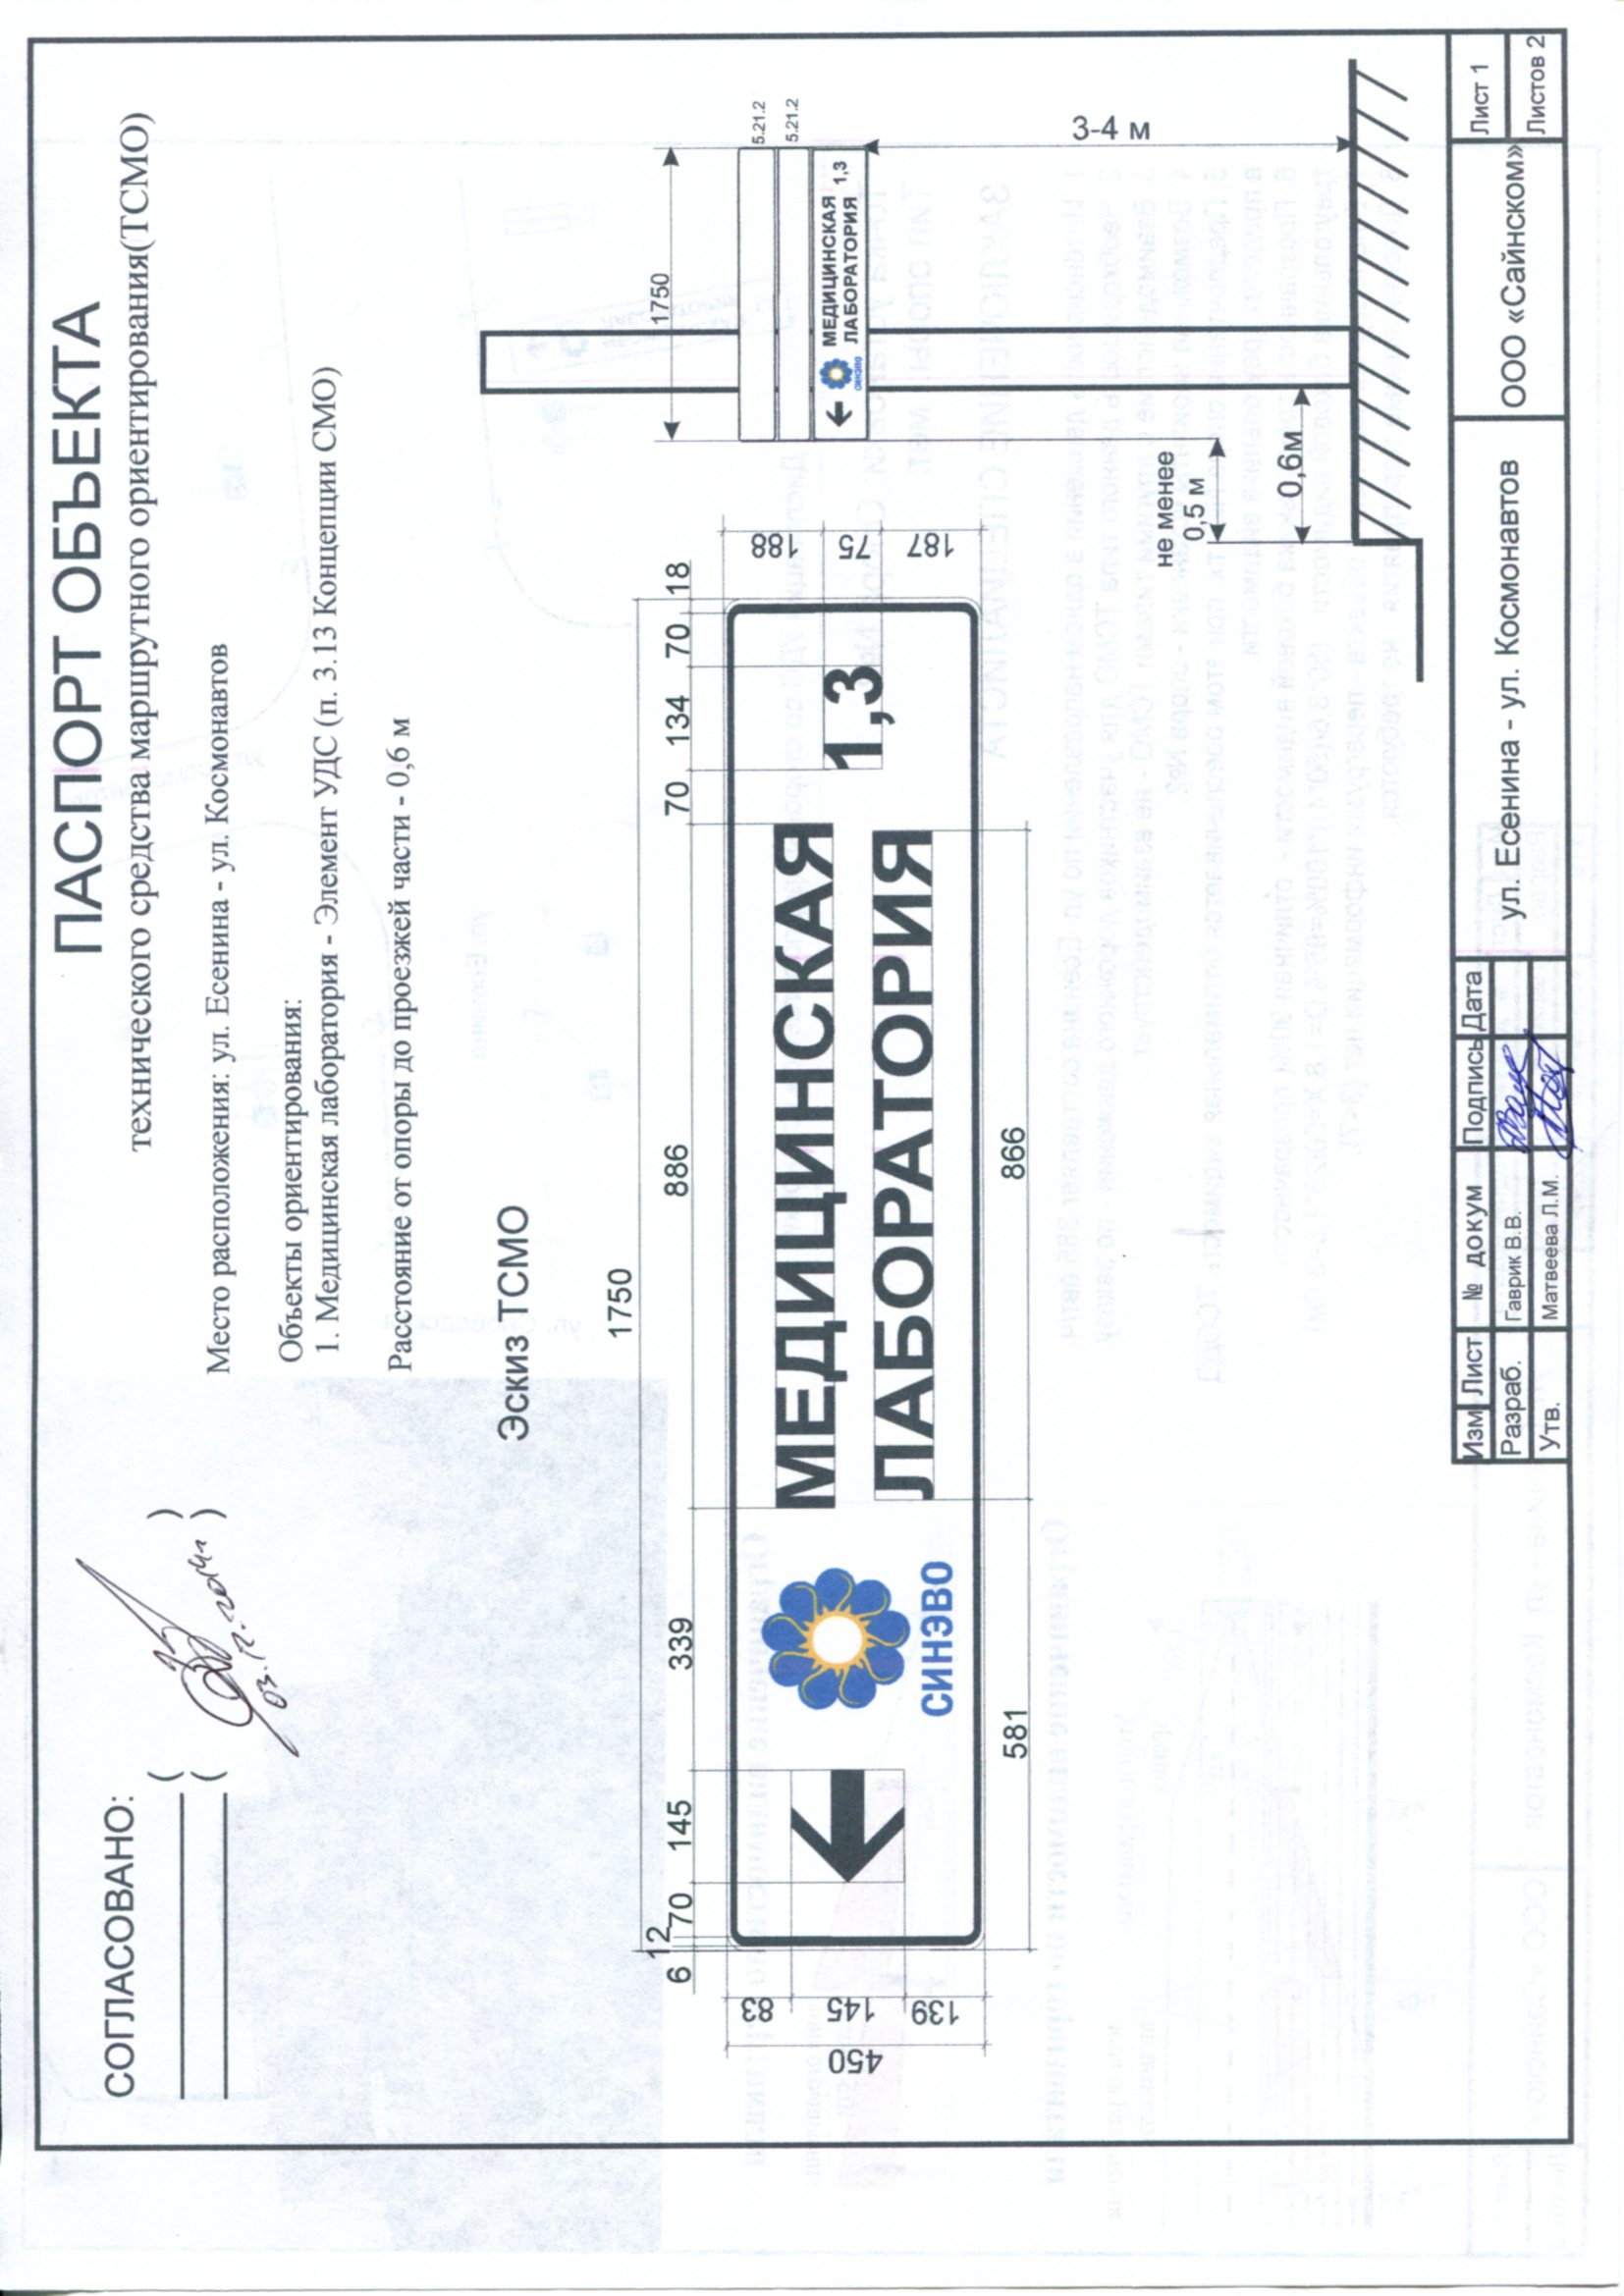 СОГЛАСОВАНО:
( )
( )
03.12.2014г
ПАСПОРТ ОБЪЕКТА
технического средства маршрутного ориентирования(ТСМО)
Место расположения: ул. Есенина - ул. Космонавтов
Объекты ориентирования:
1. Медицинская лаборатория - Элемент УДС (п. 3.13 Концепции СМО)
Расстояние от опоры до проезжей части - 0,6 м
Эскиз ТСМО
1750
6 12 70 145 339 886 70 134 70 18
83 145 139
450
СИНЭВО
МЕДИЦИНСКАЯ
ЛАБОРАТОРИЯ
1,3
188 75 187
581 866
1750
5.21.2
5.21.2
СИНЭВО
МЕДИЦИНСКАЯ
ЛАБОРАТОРИЯ
1,3
3-4 м
не менее
0,5 м
0,6м
Изм Лист № докум Подпись Дата
Разраб. Гаврик В.В.
Утв. Матвеева Л.М.
ул. Есенина - ул. Космонавтов
ООО «Сайнском»
Лист 1
Листов 2